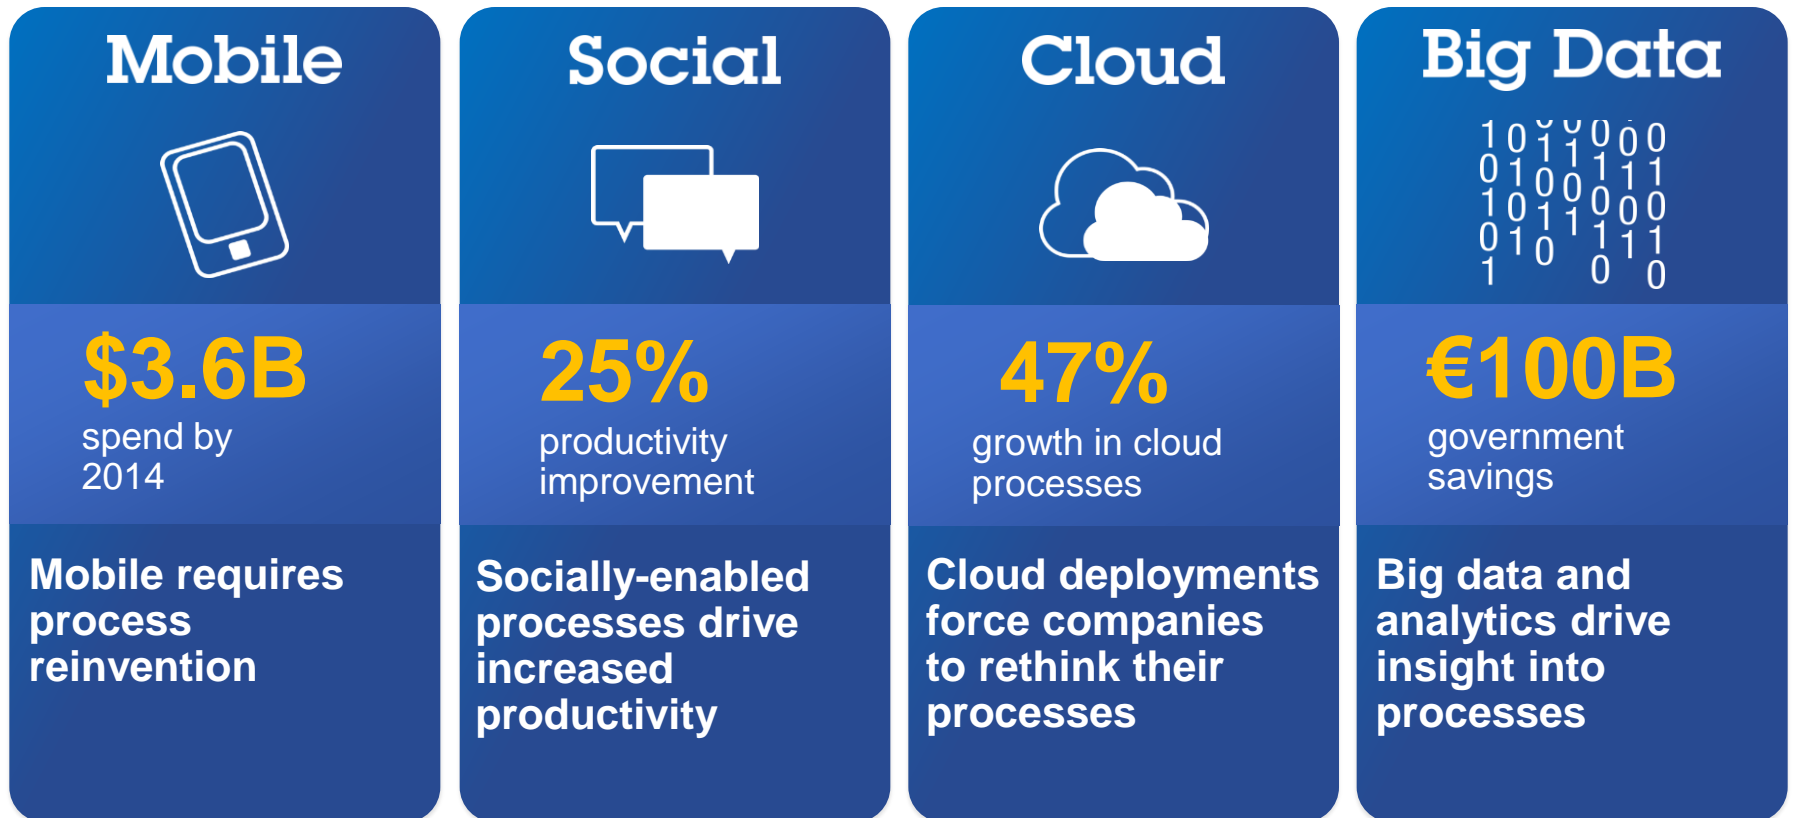 Mobile
$3.6B
spend by
2014
Mobile requires
process
reinvention
Social
25%
productivity
improvement
Socially-enabled
processes drive
increased
productivity
Cloud
47%
growth in cloud
processes
Cloud deployments
force companies
to rethink their
processes
Big Data
€100B
government
savings
Big data and
analytics drive
insight into
processes